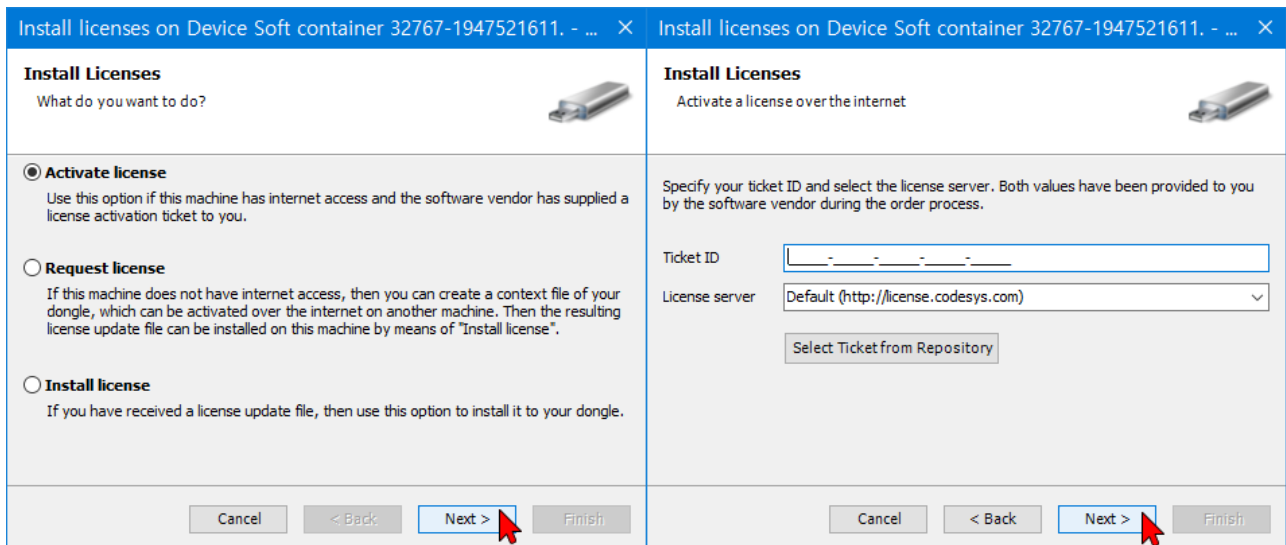 Install licenses on Device Soft container 32767-1947521611. - ...
Install Licenses
What do you want to do?
Activate license
Use this option if this machine has internet access and the software vendor has supplied a
license activation ticket to you.
Request license
If this machine does not have internet access, then you can create a context file of your
dongle, which can be activated over the internet on another machine. Then the resulting
license update file can be installed on this machine by means of "Install license".
Install license
If you have received a license update file, then use this option to install it to your dongle.
Cancel
< Back
Next >
Finish
Install licenses on Device Soft container 32767-1947521611. - ...
Install Licenses
Activate a license over the internet
Specify your ticket ID and select the license server. Both values have been provided to you
by the software vendor during the order process.
Ticket ID
_____-_____-_____-_____-_____
License server
Default (http://license.codesys.com)
Select Ticket from Repository
Cancel
< Back
Next >
Finish